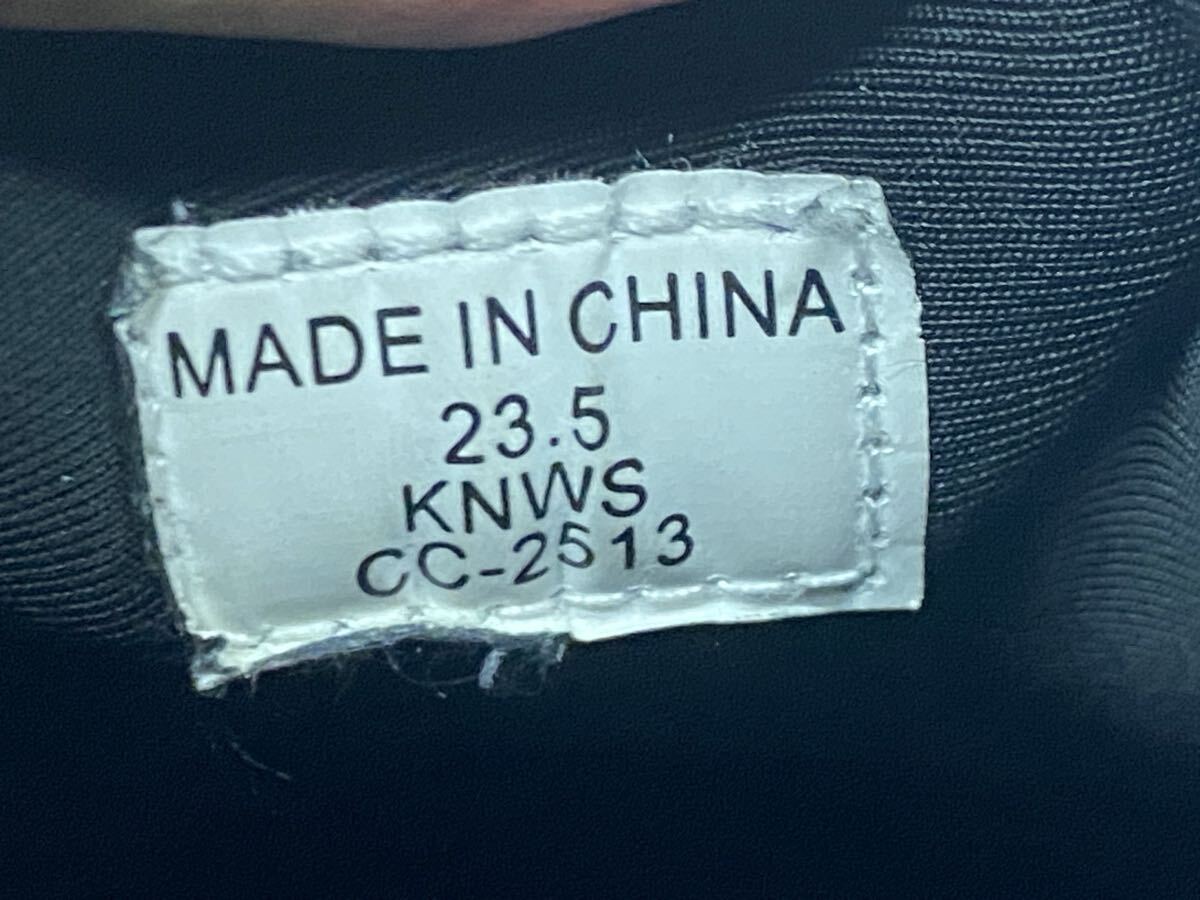 MADE IN CHINA
23.5
KNWS
CC-2513